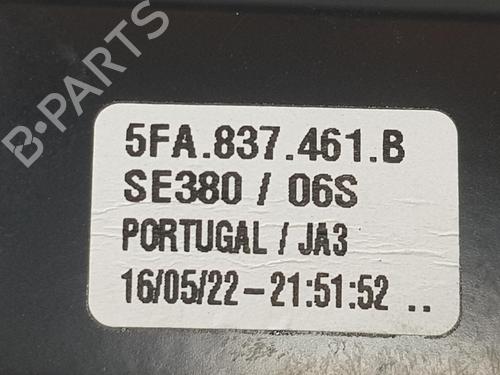 B-PARTS
5FA.837.461.B
SE380 / 06S
PORTUGAL / JA3
16/05/22-21:51:52 ..